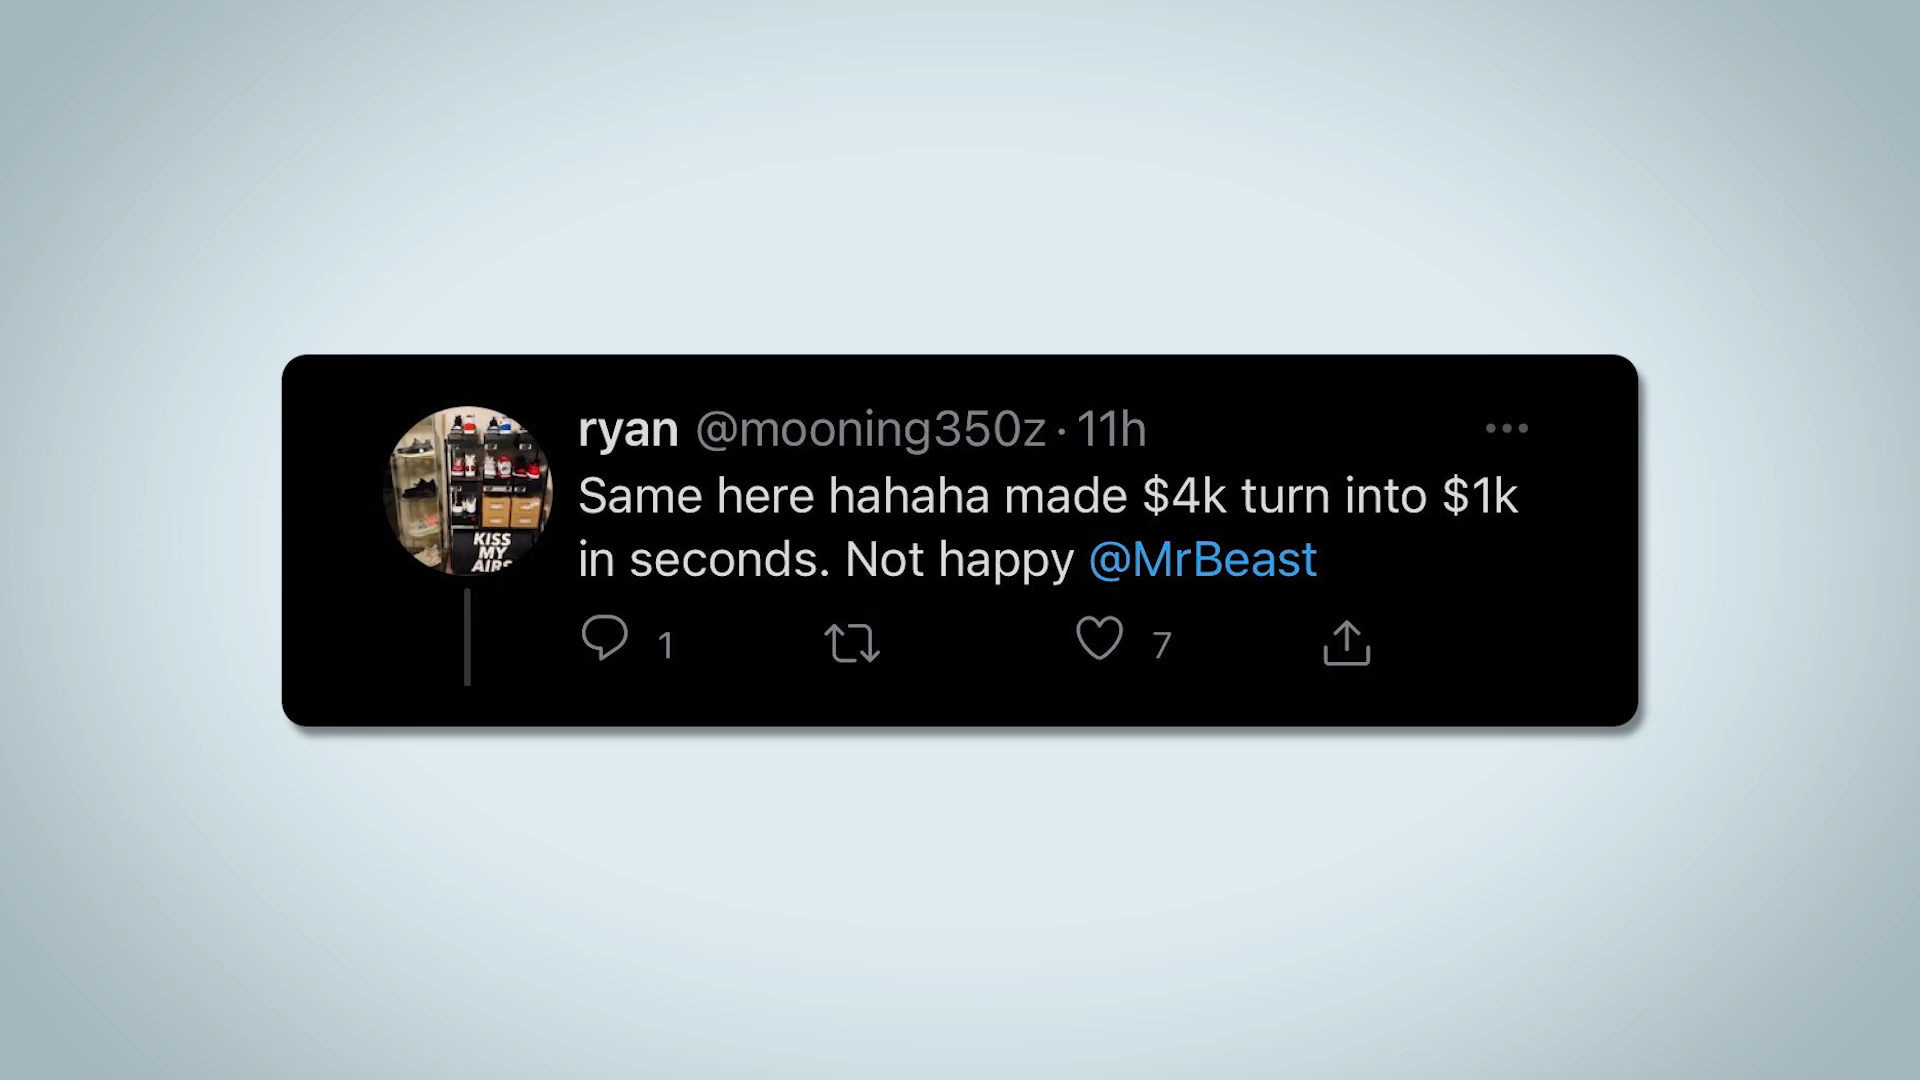 ryan @mooning350z · 11h
Same here hahaha made $4k turn into $1k
in seconds. Not happy @MrBeast
1 7
KISS
MY
AIRS